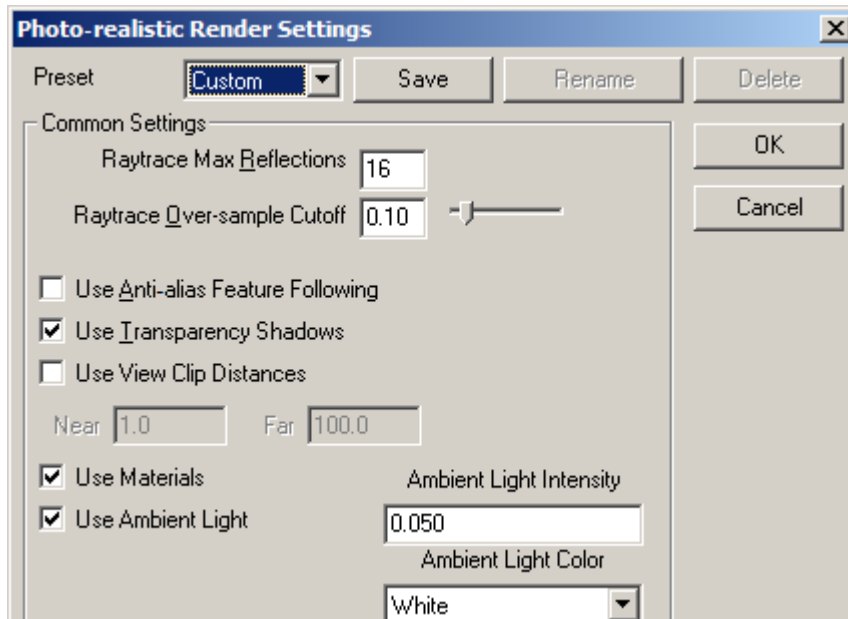 Photo-realistic Render Settings
Preset Custom Save Rename Delete
Common Settings
OK
Raytrace Max Reflections 16
Raytrace Over-sample Cutoff 0.10
Cancel
Use Anti-alias Feature Following
Use Transparency Shadows
Use View Clip Distances
Near 1.0 Far 100.0
Use Materials
Ambient Light Intensity
Use Ambient Light
0.050
Ambient Light Color
White